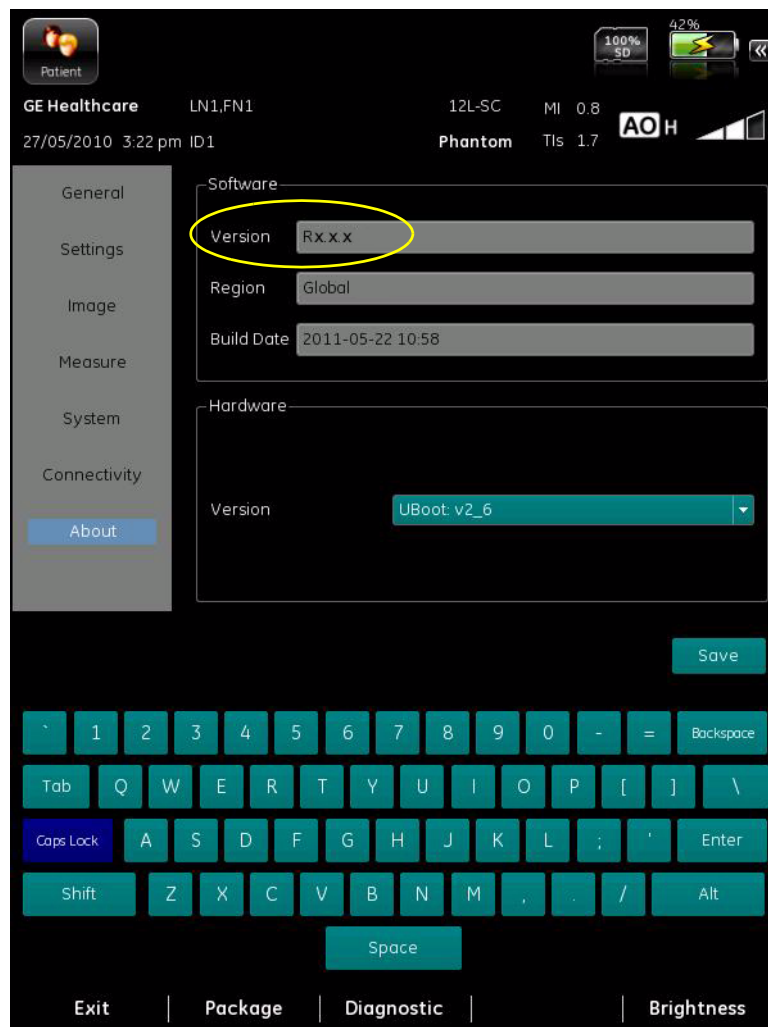 42%
100%
SD
«
Patient
GE Healthcare LN1,FN1 12L-SC MI 0.8
27/05/2010 3:22 pm ID1 Phantom TIs 1.7 AO H
General
Settings
Image
Measure
System
Connectivity
About
Software
Version Rx.x.x
Region Global
Build Date 2011-05-22 10:58
Hardware
Version UBoot: v2_6
Save
` 1 2 3 4 5 6 7 8 9 0 - = Backspace
Tab Q W E R T Y U I O P [ ] \
Caps Lock A S D F G H J K L ; ' Enter
Shift Z X C V B N M , . / Alt
Space
Exit | Package | Diagnostic | | Brightness